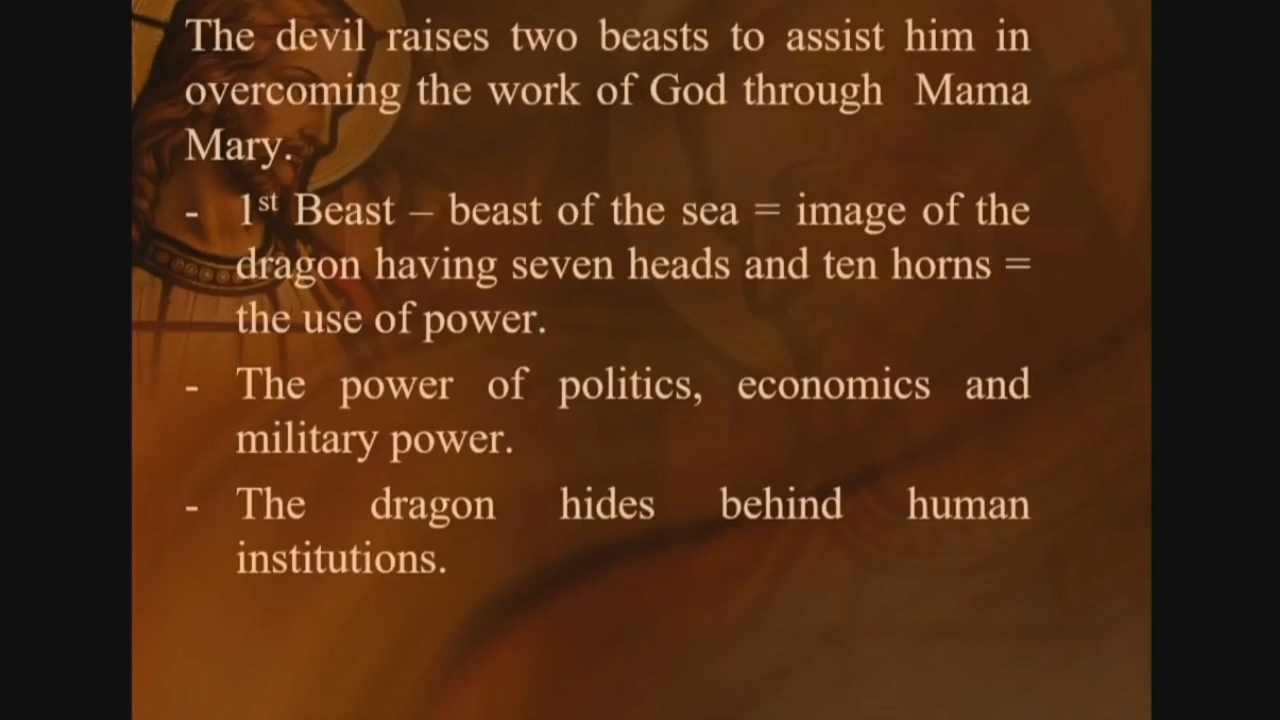 The devil raises two beasts to assist him in
overcoming the work of God through Mama
Mary.
- 1st Beast – beast of the sea = image of the
dragon having seven heads and ten horns =
the use of power.
- The power of politics, economics and
military power.
- The dragon hides behind human
institutions.